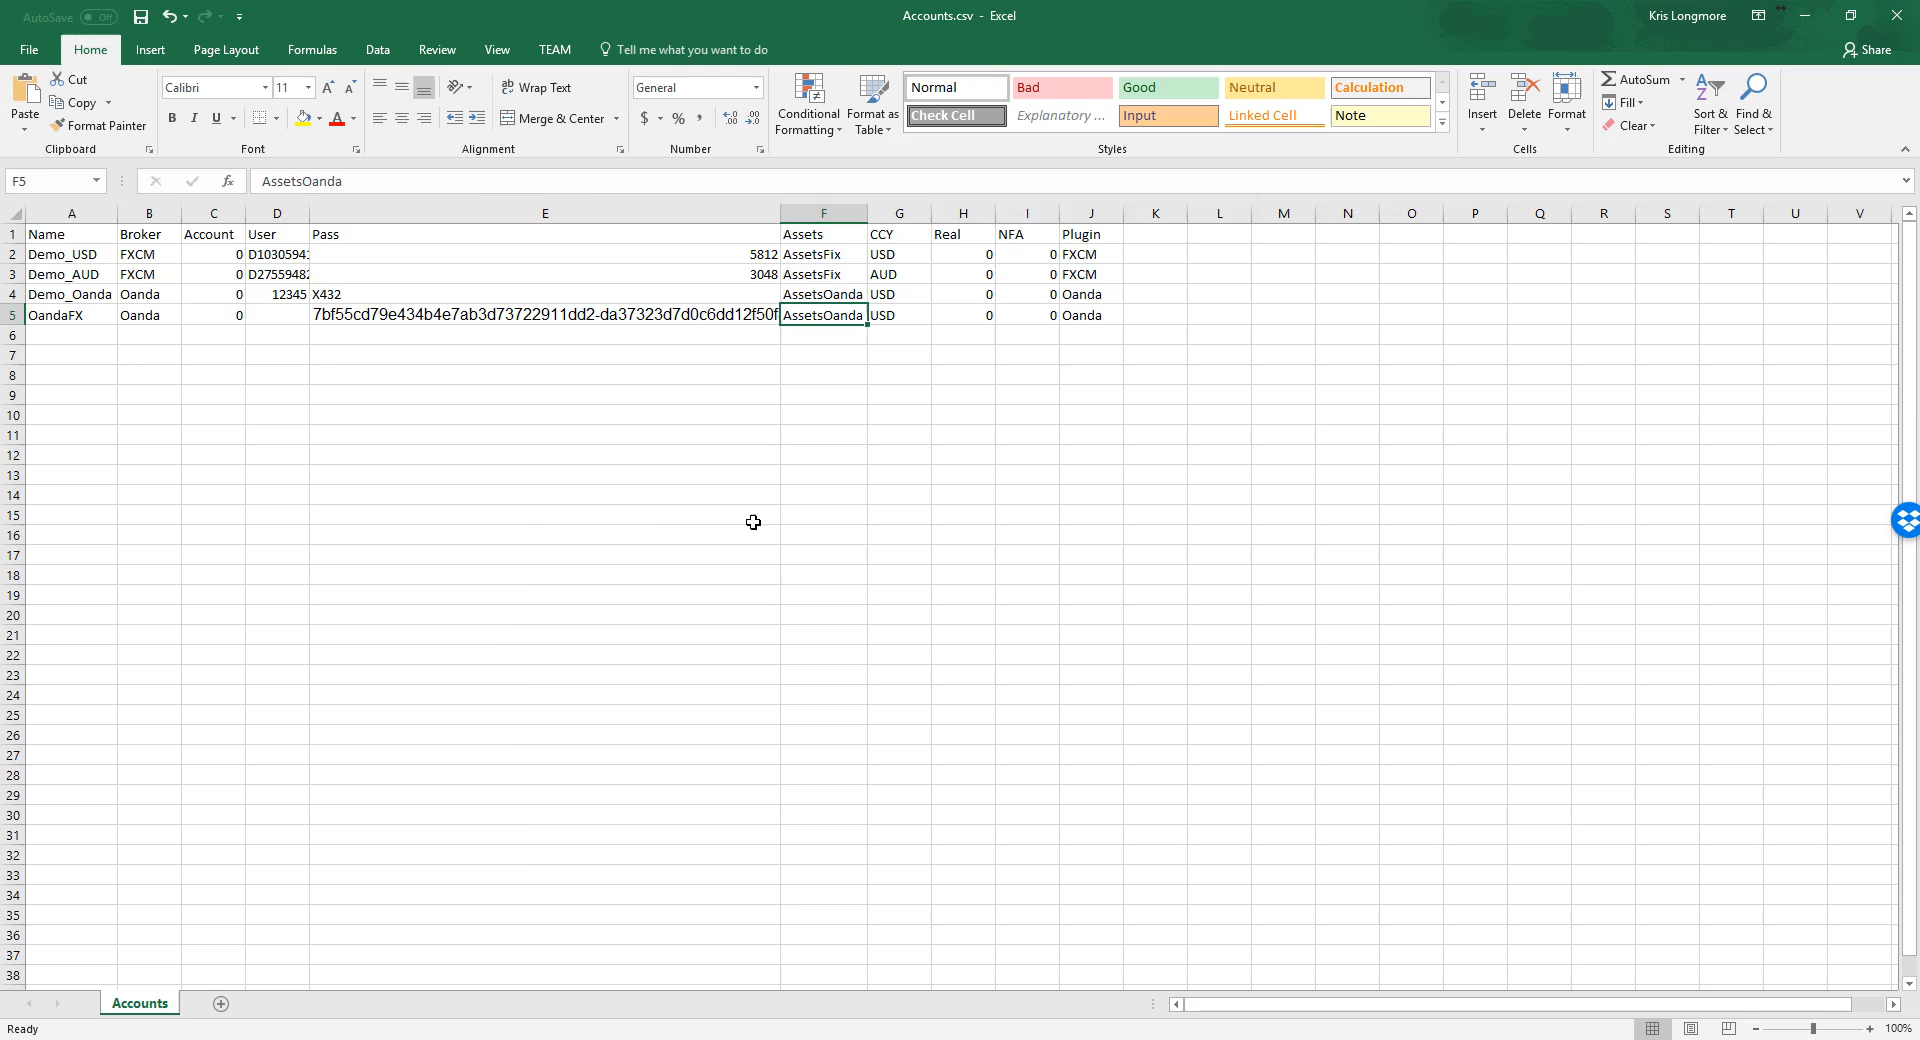 AutoSave Off
Accounts.csv - Excel
Kris Longmore
File Home Insert Page Layout Formulas Data Review View TEAM Tell me what you want to do
Share
Paste
Cut
Copy
Format Painter
Clipboard
Calibri 11
B I U
A A
Font
Wrap Text
Merge & Center
Alignment
General
$ % ,
Number
Conditional Formatting
Format as Table
Normal Bad Good Neutral Calculation
Check Cell Explanatory ... Input Linked Cell Note
Styles
Insert Delete Format
Cells
AutoSum
Fill
Clear
Sort & Filter
Find & Select
Editing
F5 fx AssetsOanda
A B C D E F G H I J K L M N O P Q R S T U V
1 Name Broker Account User Pass Assets CCY Real NFA Plugin
2 Demo_USD FXCM 0 D10305941 5812 AssetsFix USD 0 0 FXCM
3 Demo_AUD FXCM 0 D27559482 3048 AssetsFix AUD 0 0 FXCM
4 Demo_Oanda Oanda 0 12345 X432 AssetsOanda USD 0 0 Oanda
5 OandaFX Oanda 0 7bf55cd79e434b4e7ab3d73722911dd2-da37323d7d0c6dd12f50f AssetsOanda USD 0 0 Oanda
6
7
8
9
10
11
12
13
14
15
16
17
18
19
20
21
22
23
24
25
26
27
28
29
30
31
32
33
34
35
36
37
38
Accounts
Ready
100%